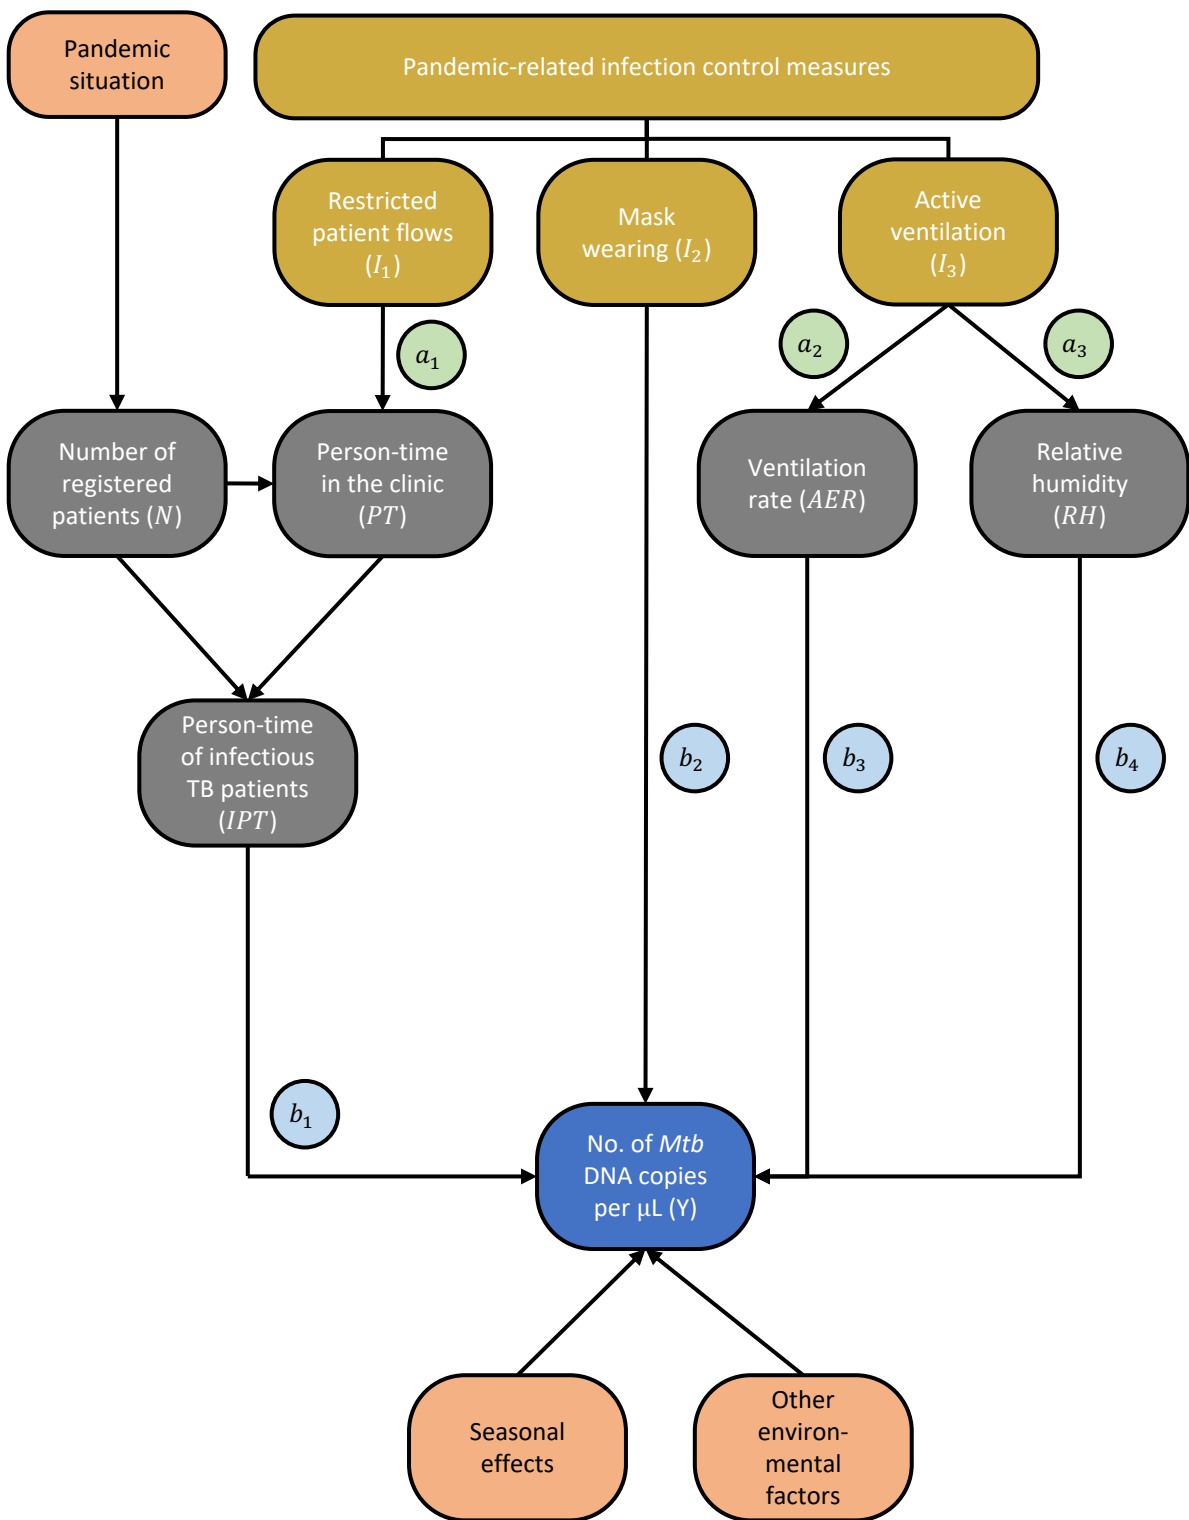 Pandemic
situation
Pandemic-related infection control measures
Restricted
patient flows
(I₁)
Mask
wearing (I₂)
Active
ventilation
(I₃)
a₁
a₂
a₃
Number of
registered
patients (N)
Person-time
in the clinic
(PT)
Ventilation
rate (AER)
Relative
humidity
(RH)
Person-time
of infectious
TB patients
(IPT)
b₂
b₃
b₄
b₁
No. of Mtb
DNA copies
per μL (Y)
Seasonal
effects
Other
environ-
mental
factors